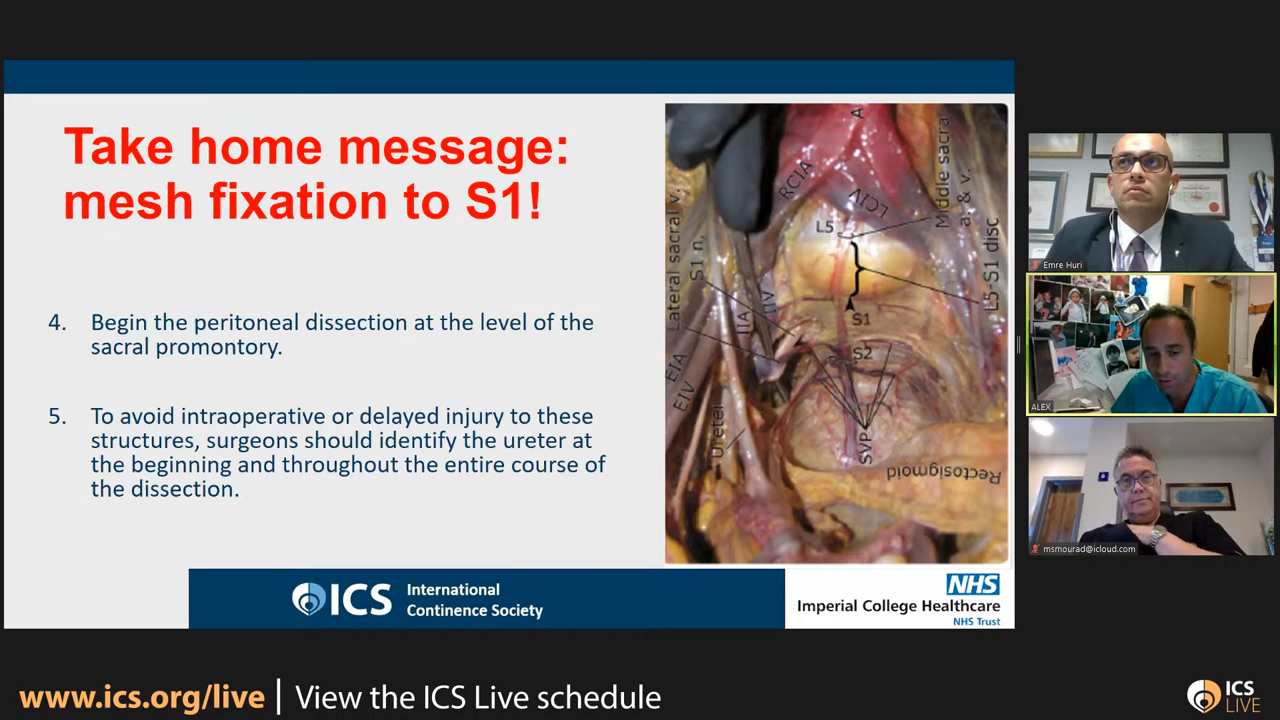 Take home message:
mesh fixation to S1!
4. Begin the peritoneal dissection at the level of the
sacral promontory.
5. To avoid intraoperative or delayed injury to these
structures, surgeons should identify the ureter at
the beginning and throughout the entire course of
the dissection.
A
RCIA
LCIV
Middle sacral
a. & v.
L5
L5-S1 disc
Lateral sacral v.
S1 n.
IIA
IIV
S1
S2
EIA
EIV
Ureter
SVP
Rectosigmoid
ICS
International
Continence Society
NHS
Imperial College Healthcare
NHS Trust
Emre Huri
ALEX
msmourad@icloud.com
www.ics.org/live | View the ICS Live schedule
ICS
LIVE